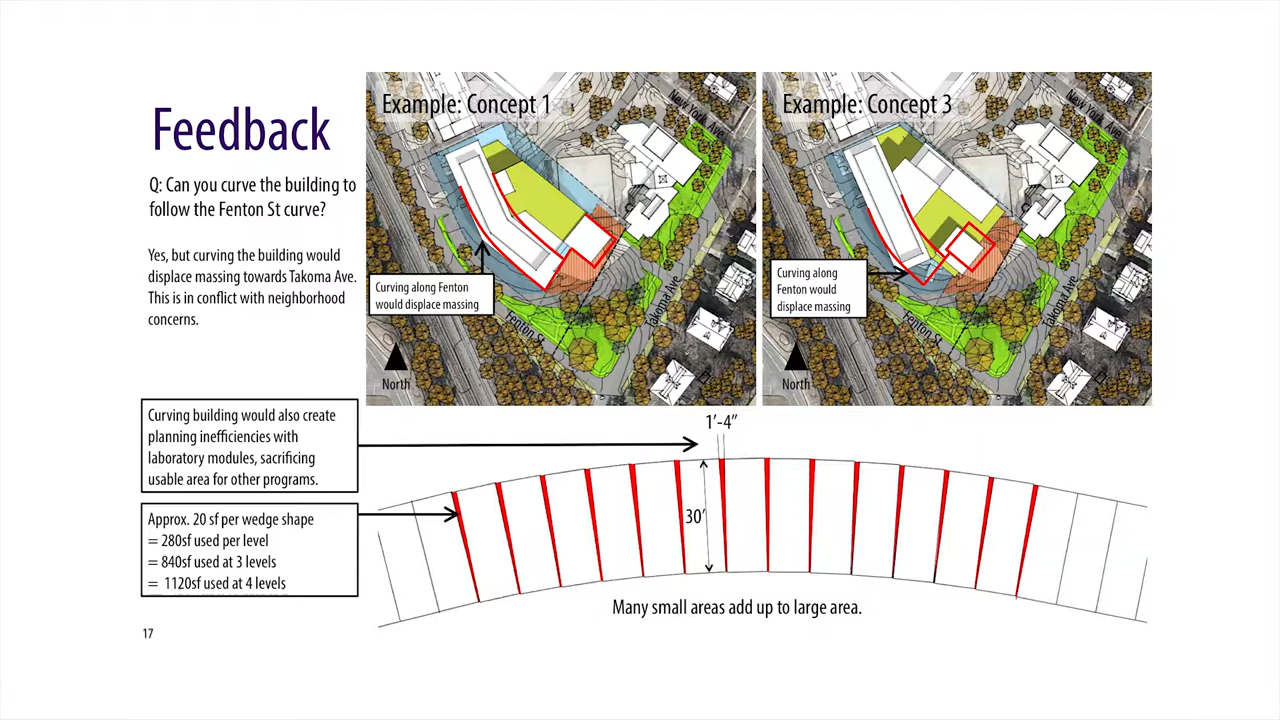 Feedback
Q: Can you curve the building to
follow the Fenton St curve?
Yes, but curving the building would
displace massing towards Takoma Ave.
This is in conflict with neighborhood
concerns.
Example: Concept 1
New York Ave
Curving along Fenton
would displace massing
Fenton St
Takoma Ave
North
Example: Concept 3
New York Ave
Curving along
Fenton would
displace massing
Fenton St
Takoma Ave
North
Curving building would also create
planning inefficiencies with
laboratory modules, sacrificing
usable area for other programs.
Approx. 20 sf per wedge shape
= 280sf used per level
= 840sf used at 3 levels
= 1120sf used at 4 levels
1'-4"
30'
Many small areas add up to large area.
17